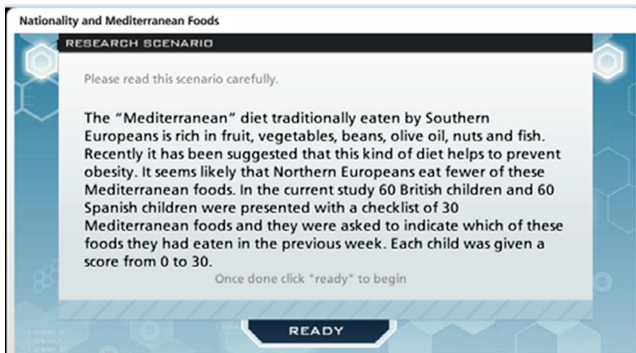 Nationality and Mediterranean Foods
RESEARCH SCENARIO
Please read this scenario carefully.
The "Mediterranean" diet traditionally eaten by Southern
Europeans is rich in fruit, vegetables, beans, olive oil, nuts and fish.
Recently it has been suggested that this kind of diet helps to prevent
obesity. It seems likely that Northern Europeans eat fewer of these
Mediterranean foods. In the current study 60 British children and 60
Spanish children were presented with a checklist of 30
Mediterranean foods and they were asked to indicate which of these
foods they had eaten in the previous week. Each child was given a
score from 0 to 30.
Once done click "ready" to begin
READY